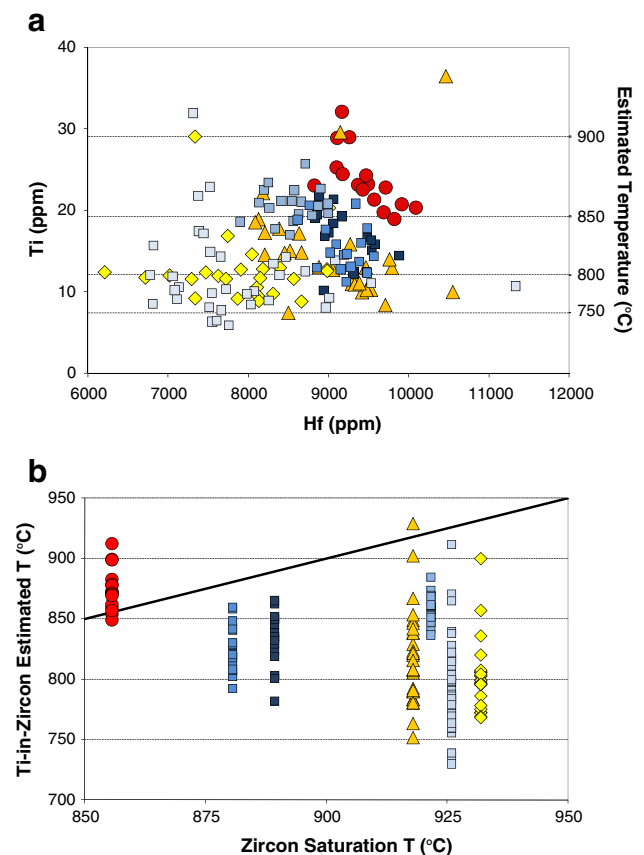 a
40
30
20
10
0
Ti (ppm)
900
850
800
750
Estimated Temperature (°C)
6000 7000 8000 9000 10000 11000 12000
Hf (ppm)
b
950
900
850
800
750
700
Ti-in-Zircon Estimated T (°C)
850 875 900 925 950
Zircon Saturation T (°C)